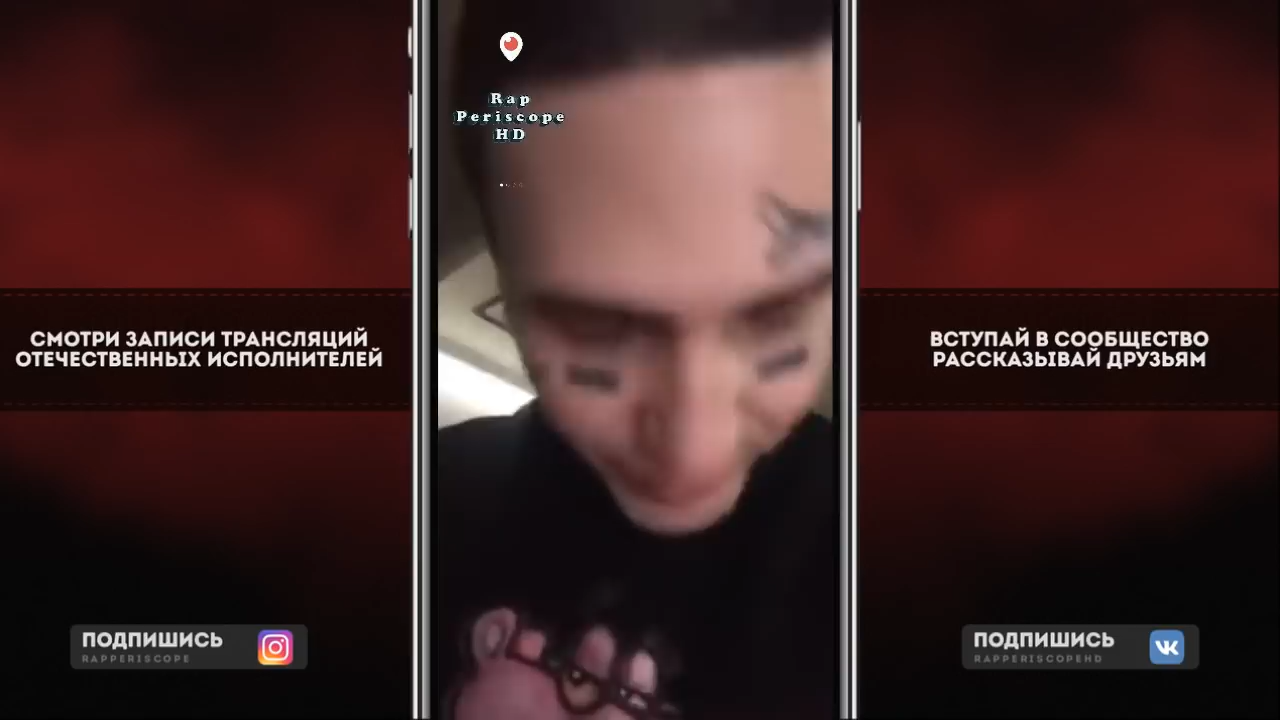 Rap
Periscope
HD
СМОТРИ ЗАПИСИ ТРАНСЛЯЦИЙ
ОТЕЧЕСТВЕННЫХ ИСПОЛНИТЕЛЕЙ
ВСТУПАЙ В СООБЩЕСТВО
РАССКАЗЫВАЙ ДРУЗЬЯМ
ПОДПИШИСЬ
RAPPERISCOPE
ПОДПИШИСЬ
RAPPERISCOPEHD